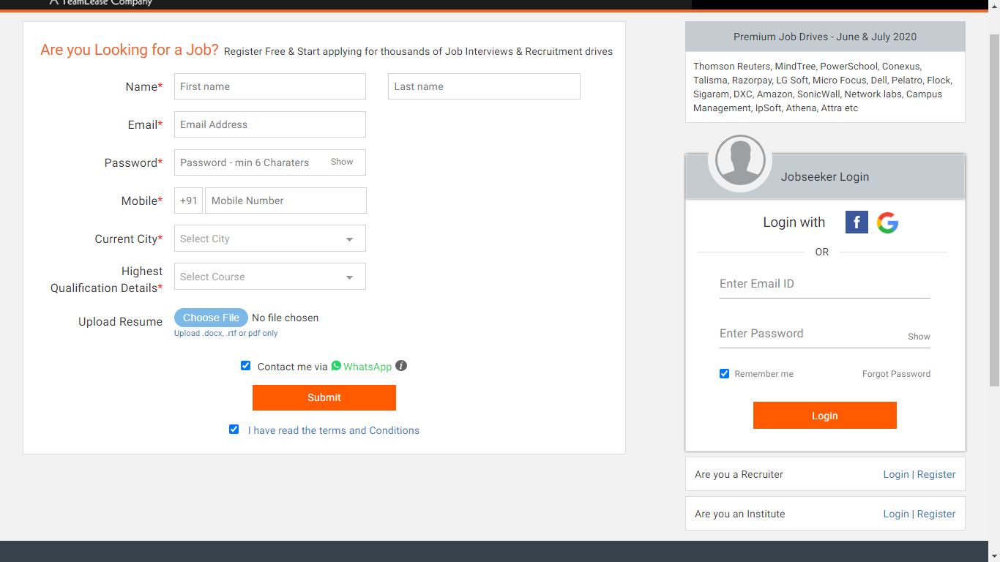 A TeamLease Company
Are you Looking for a Job? Register Free & Start applying for thousands of Job Interviews & Recruitment drives
Name* First name Last name
Email* Email Address
Password* Password - min 6 Charaters Show
Mobile* +91 Mobile Number
Current City* Select City
Highest
Qualification Details* Select Course
Upload Resume Choose File No file chosen
Upload .docx, .rtf or pdf only
Contact me via WhatsApp i
Submit
I have read the terms and Conditions
Premium Job Drives - June & July 2020
Thomson Reuters, MindTree, PowerSchool, Conexus,
Talisma, Razorpay, LG Soft, Micro Focus, Dell, Pelatro, Flock,
Sigaram, DXC, Amazon, SonicWall, Network labs, Campus
Management, IpSoft, Athena, Attra etc
Jobseeker Login
Login with f G
OR
Enter Email ID
Enter Password Show
Remember me Forgot Password
Login
Are you a Recruiter Login | Register
Are you an Institute Login | Register